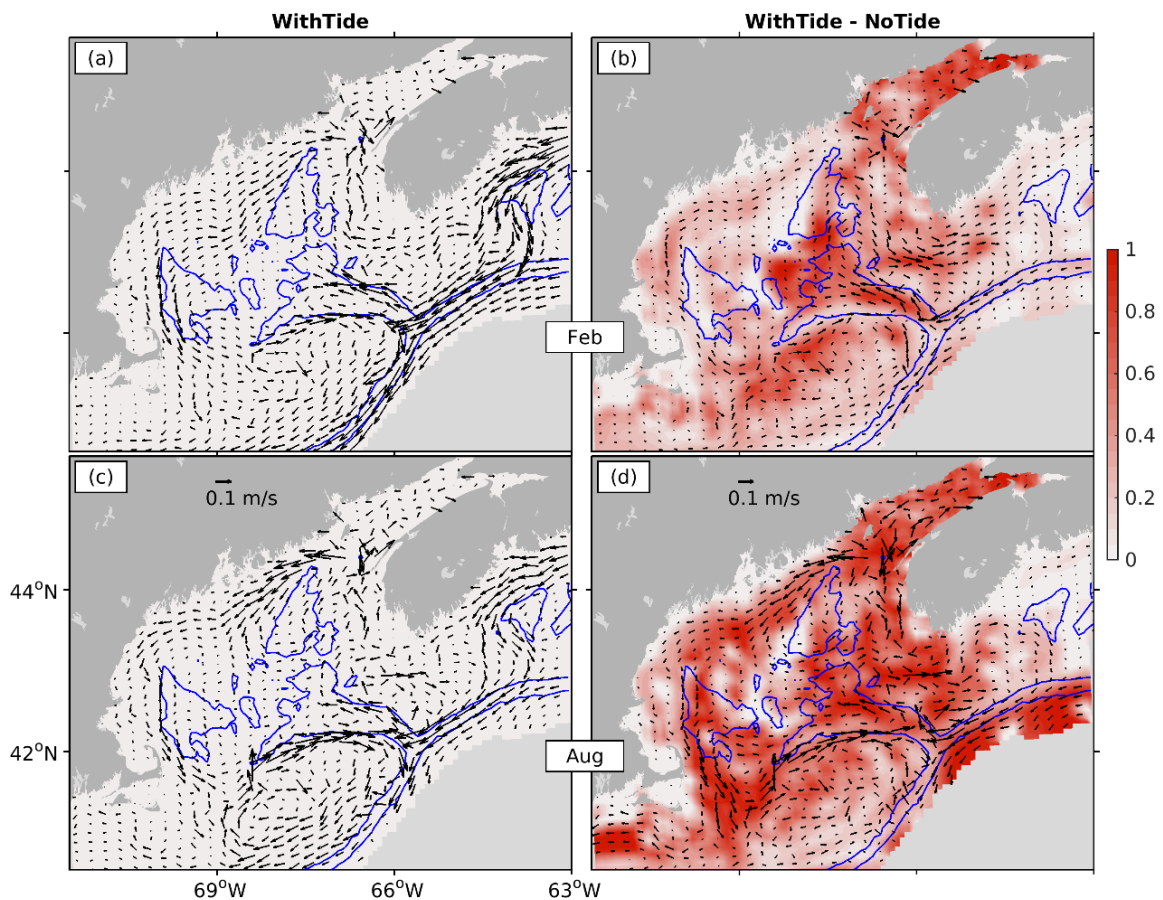 WithTide
WithTide - NoTide
(a)
(b)
Feb
1
0.8
0.6
0.4
0.2
0
(c)
0.1 m/s
(d)
0.1 m/s
44°N
42°N
Aug
69°W
66°W
63°W